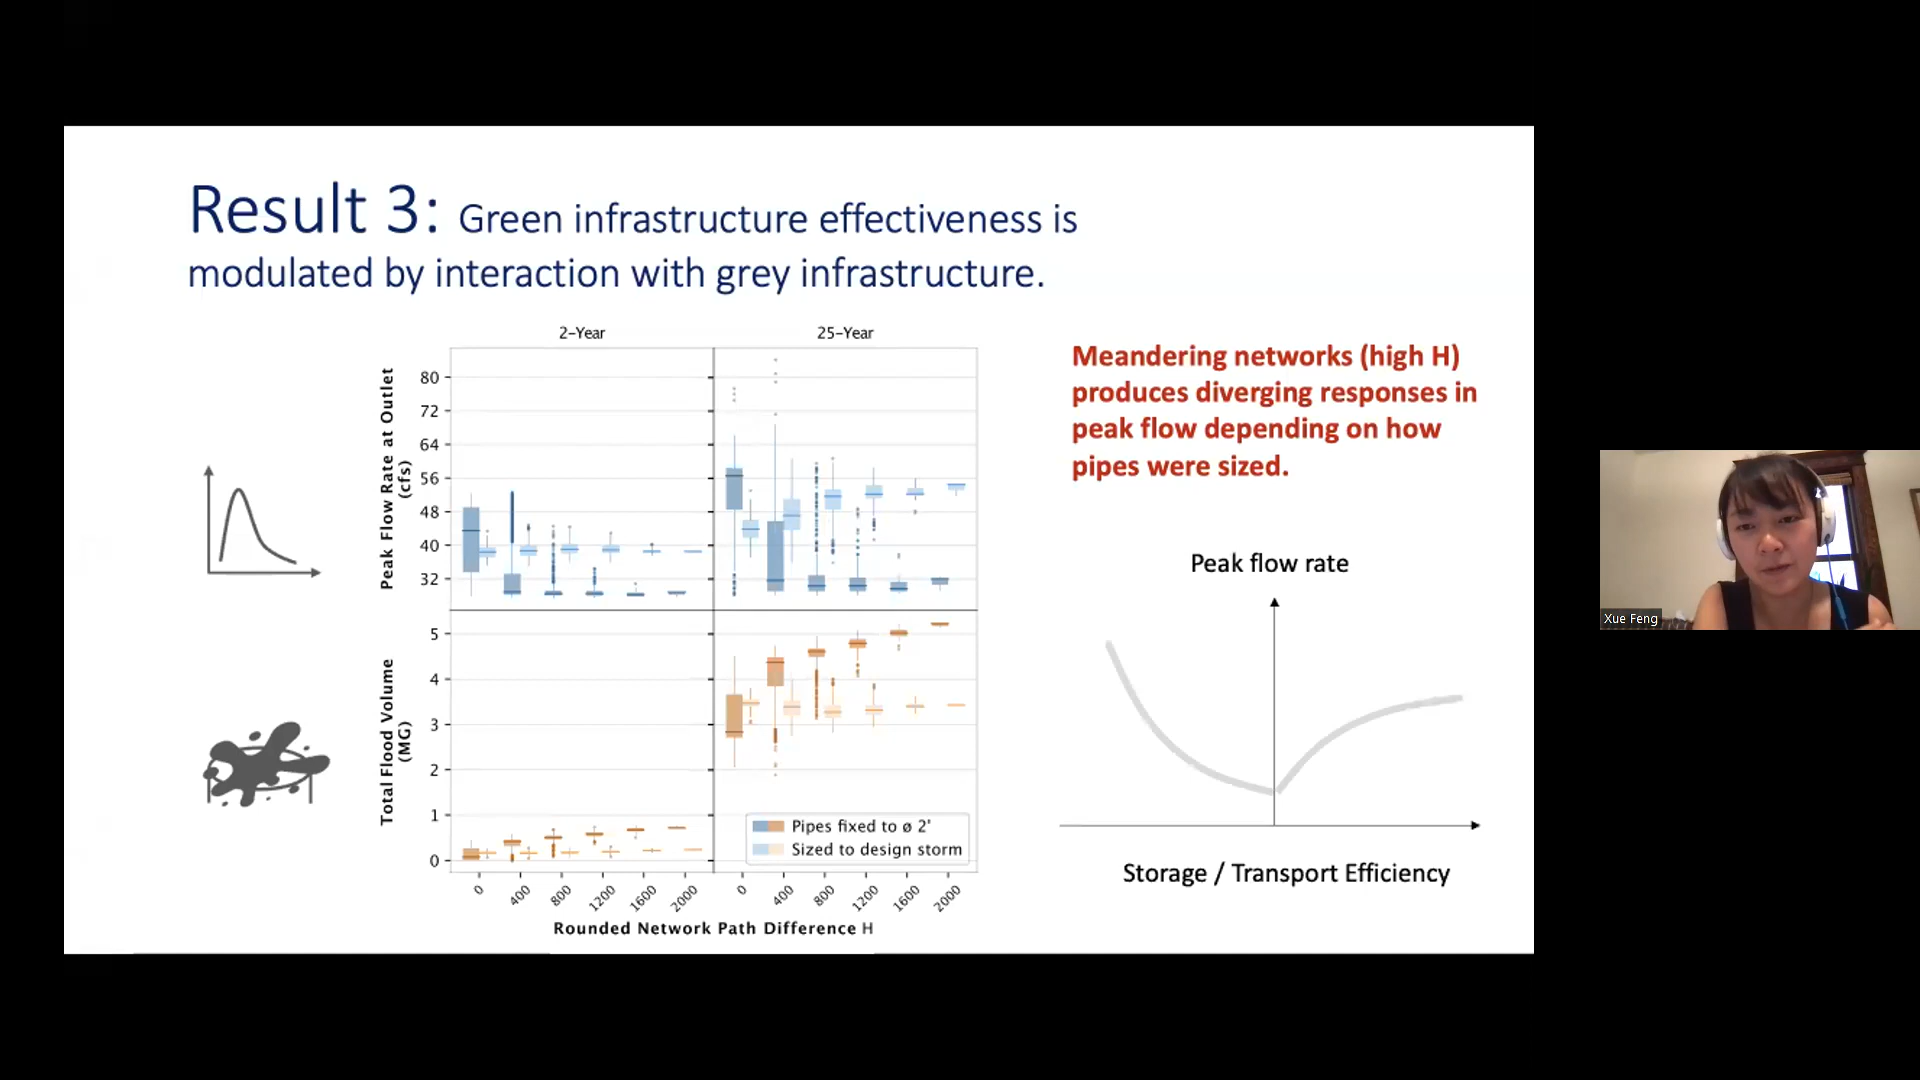 Result 3: Green infrastructure effectiveness is
modulated by interaction with grey infrastructure.
2-Year
25-Year
Peak Flow Rate at Outlet
(cfs)
80
72
64
56
48
40
32
Total Flood Volume
(MG)
5
4
3
2
1
0
Pipes fixed to ø 2'
Sized to design storm
0 400 800 1200 1600 2000
0 400 800 1200 1600 2000
Rounded Network Path Difference H
Meandering networks (high H)
produces diverging responses in
peak flow depending on how
pipes were sized.
Peak flow rate
Storage / Transport Efficiency
Xue Feng